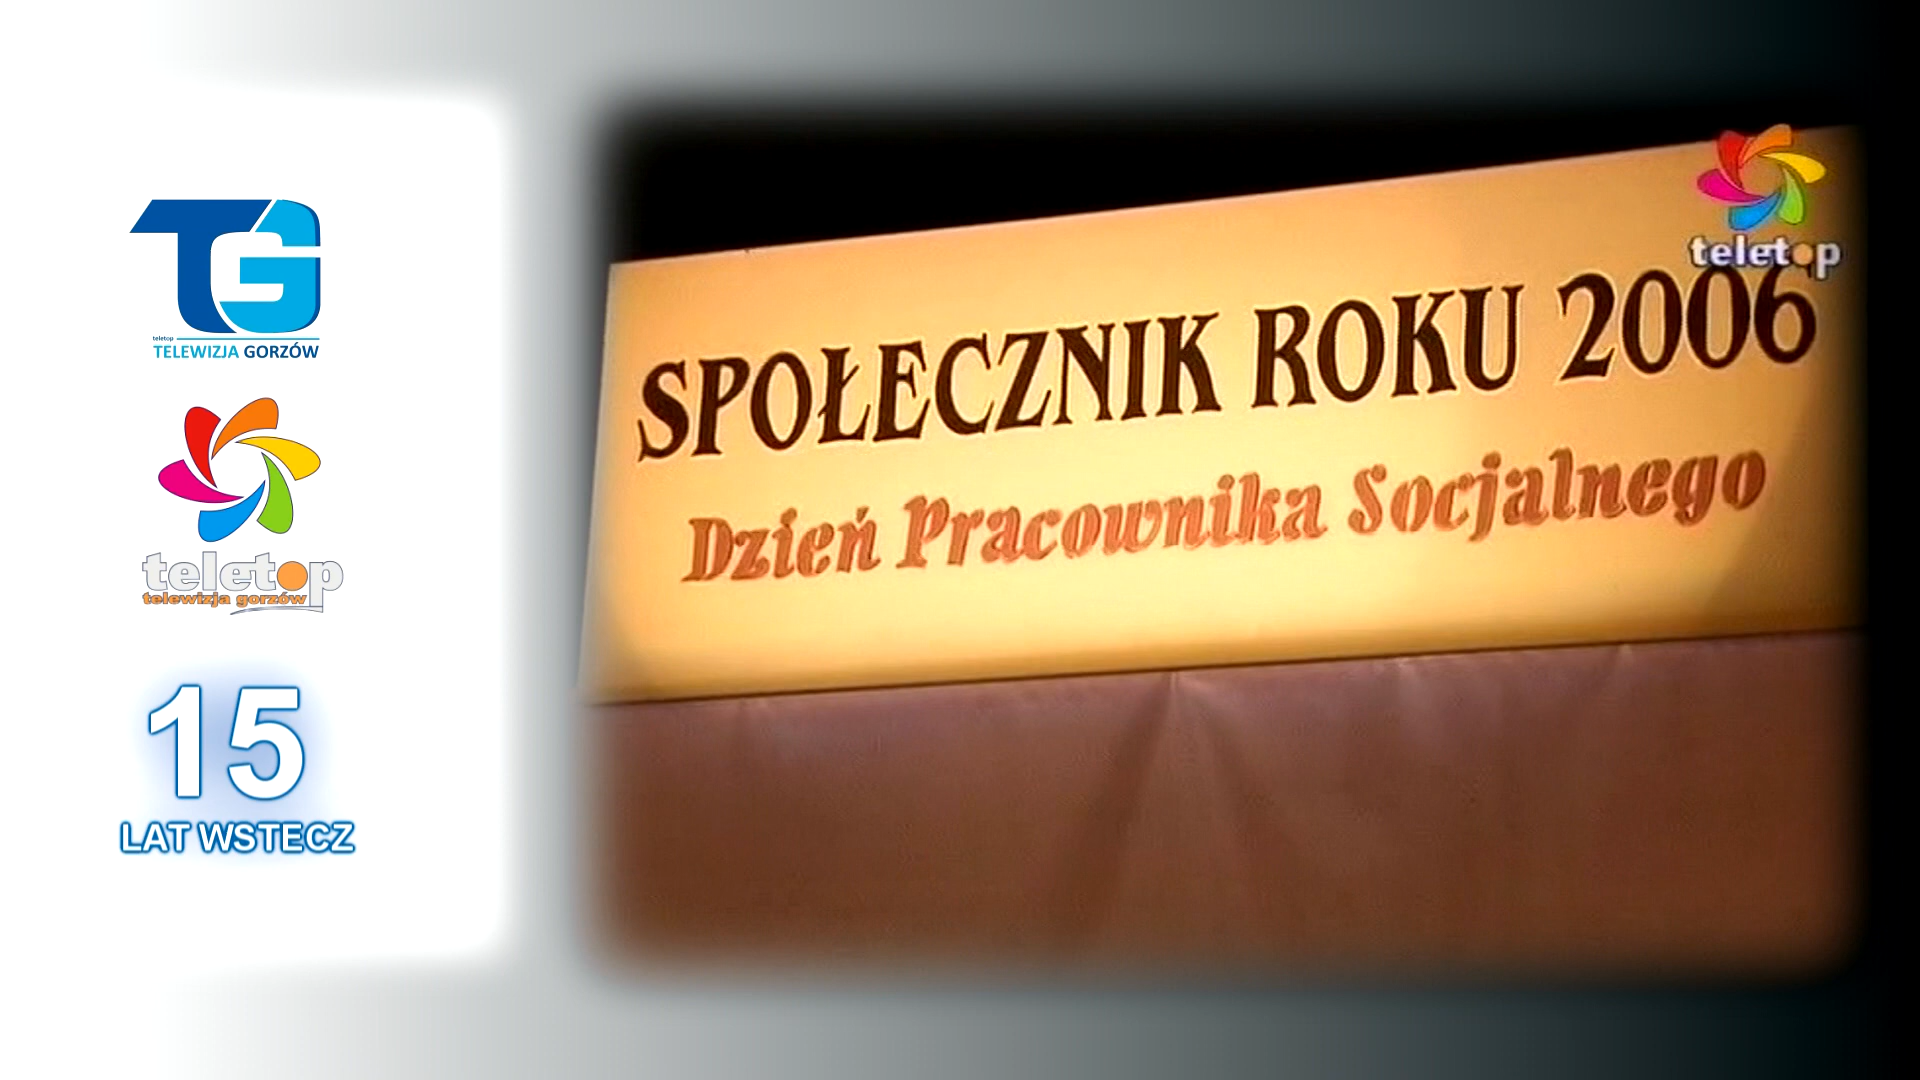 TG
teletop
TELEWIZJA GORZÓW
teletop
telewizja gorzów
15
LAT WSTECZ
teletop
SPOŁECZNIK ROKU 2006
Dzień Pracownika Socjalnego